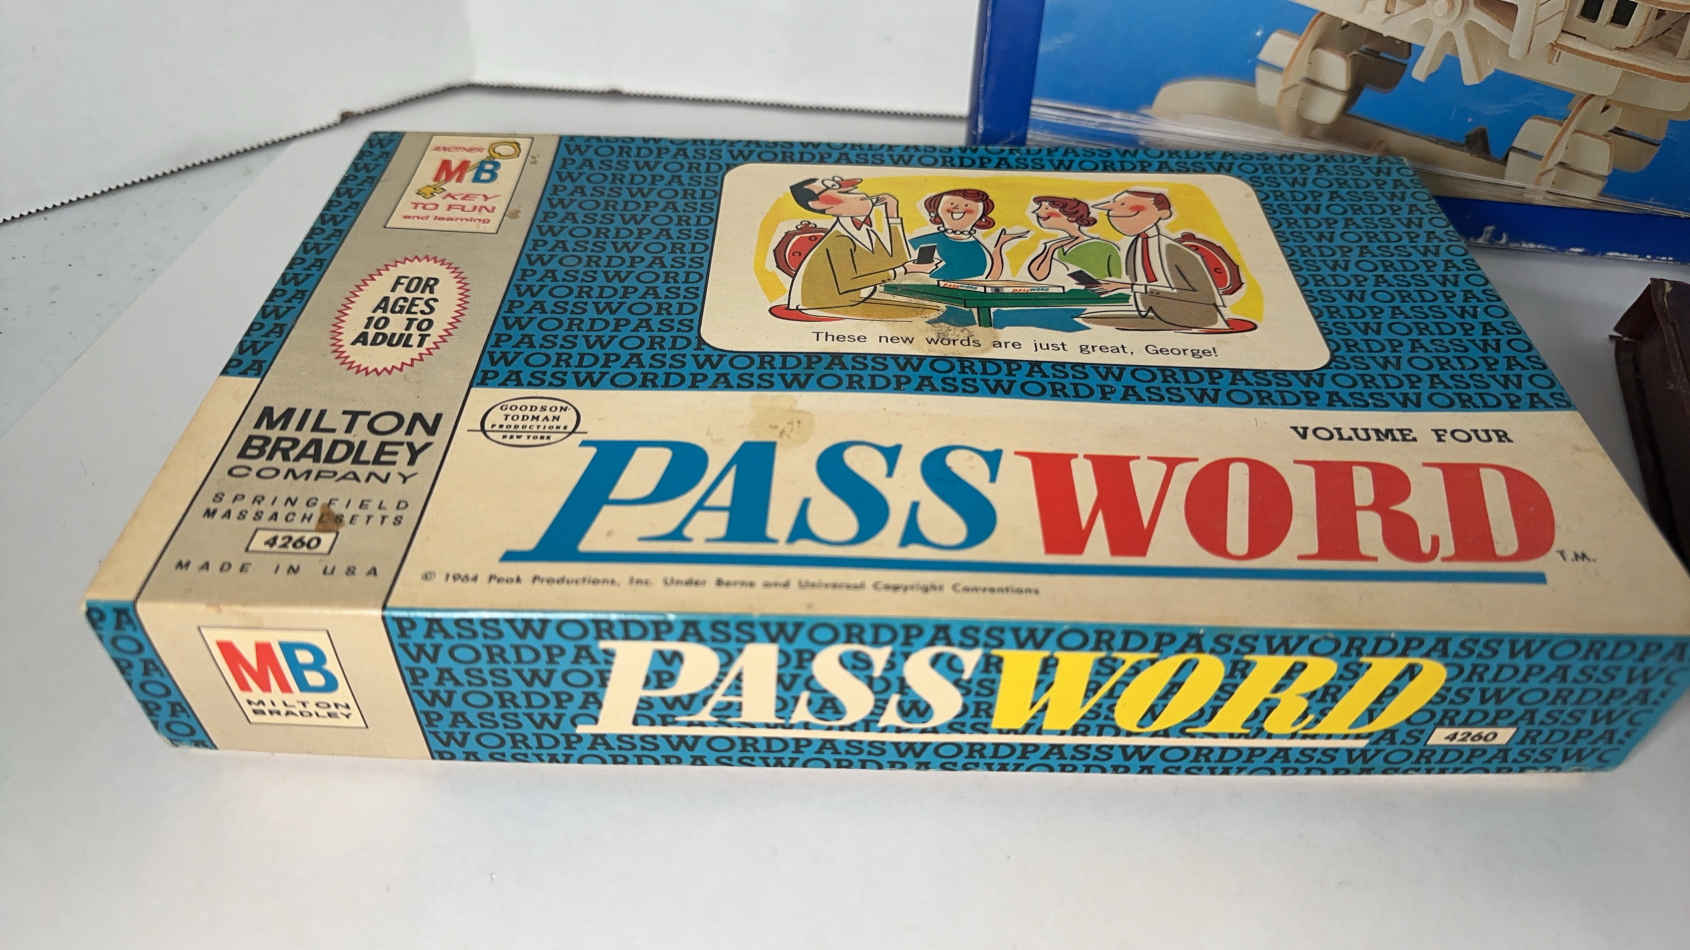 ANOTHER
MB
KEY
TO FUN
and learning
FOR
AGES
10 TO
ADULT
MILTON
BRADLEY
COMPANY
SPRINGFIELD
MASSACHUSETTS
4260
MADE IN USA
These new words are just great, George!
GOODSON-
TODMAN
PRODUCTIONS
NEW YORK
VOLUME FOUR
PASSWORD
T.M.
© 1964 Peak Productions, Inc. Under Berne and Universal Copyright Conventions
MB
MILTON
BRADLEY
PASSWORD
4260